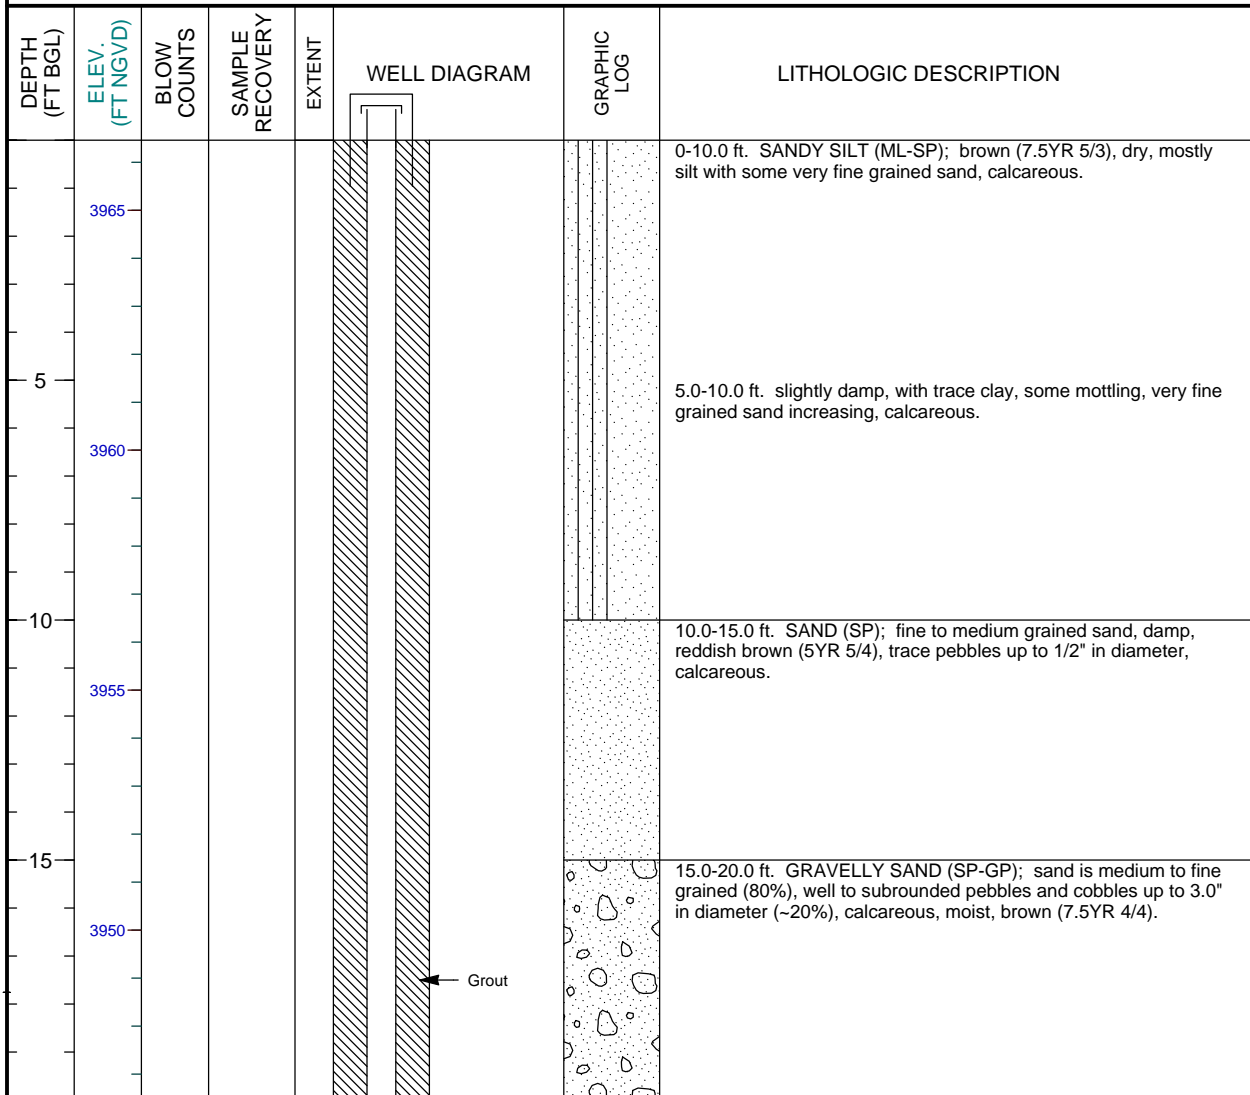 DEPTH
(FT BGL)
ELEV.
(FT NGVD)
BLOW
COUNTS
SAMPLE
RECOVERY
EXTENT
WELL DIAGRAM
GRAPHIC
LOG
LITHOLOGIC DESCRIPTION
0-10.0 ft. SANDY SILT (ML-SP); brown (7.5YR 5/3), dry, mostly
silt with some very fine grained sand, calcareous.
3965
5
5.0-10.0 ft. slightly damp, with trace clay, some mottling, very fine
grained sand increasing, calcareous.
3960
10
10.0-15.0 ft. SAND (SP); fine to medium grained sand, damp,
reddish brown (5YR 5/4), trace pebbles up to 1/2" in diameter,
calcareous.
3955
15
15.0-20.0 ft. GRAVELLY SAND (SP-GP); sand is medium to fine
grained (80%), well to subrounded pebbles and cobbles up to 3.0"
in diameter (~20%), calcareous, moist, brown (7.5YR 4/4).
3950
Grout